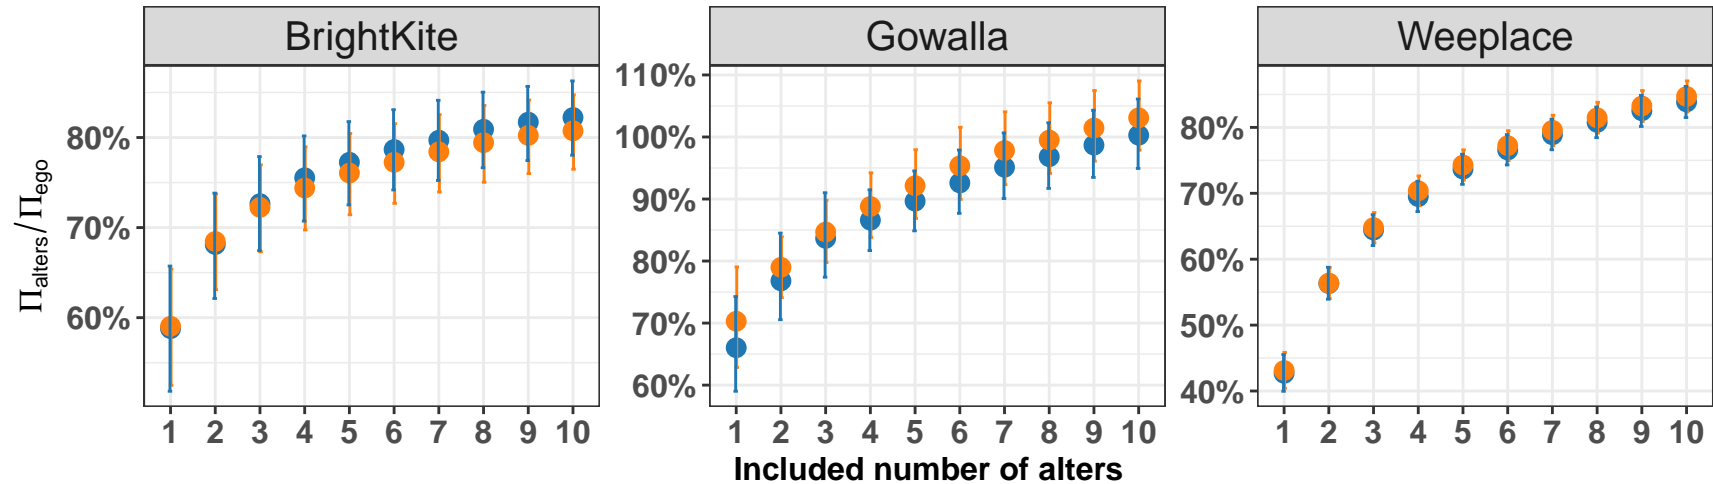 BrightKite
Gowalla
Weeplace
Πalters/Πego
80%
70%
60%
110%
100%
90%
80%
70%
60%
80%
70%
60%
50%
40%
1 2 3 4 5 6 7 8 9 10
1 2 3 4 5 6 7 8 9 10
1 2 3 4 5 6 7 8 9 10
Included number of alters